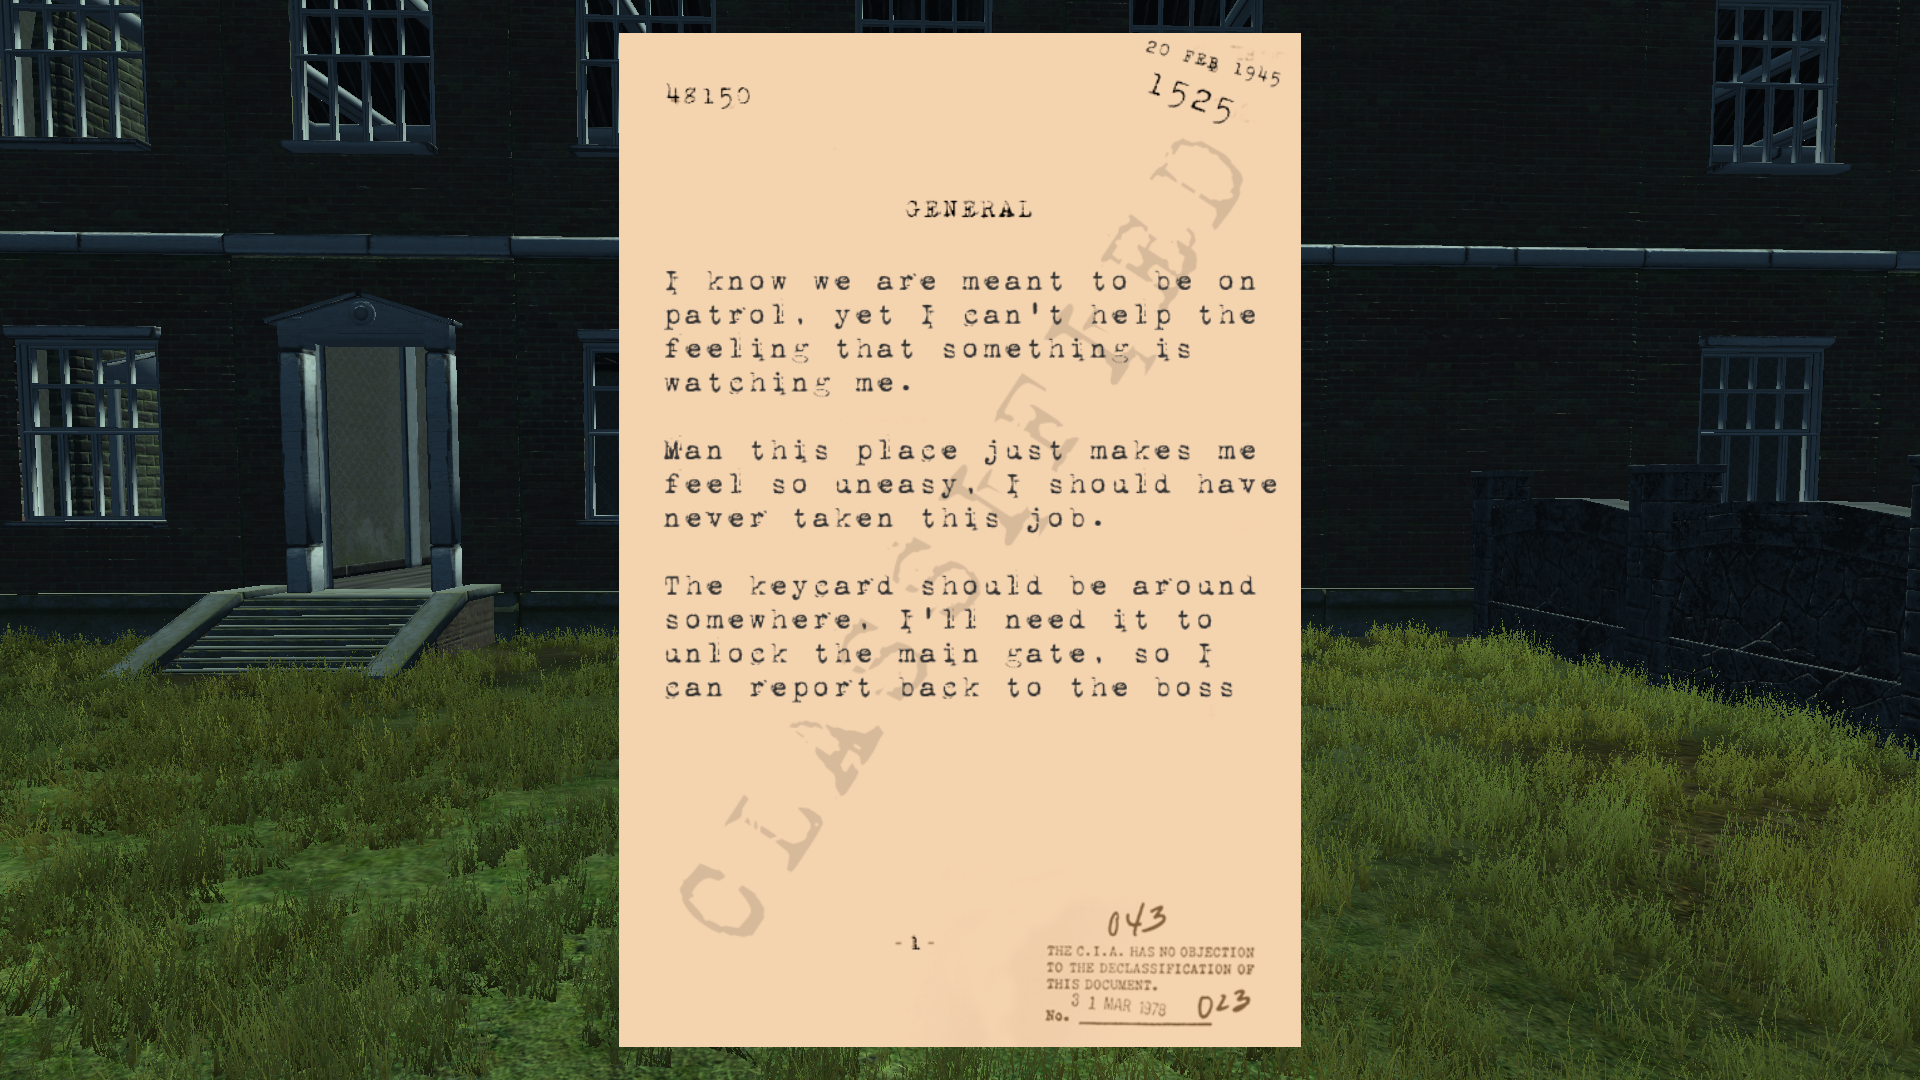 20 FEB 1945
48150
1525
GENERAL
I know we are meant to be on
patrol, yet I can't help the
feeling that something is
watching me.
Man this place just makes me
feel so uneasy, I should have
never taken this job.
The keycard should be around
somewhere, I'll need it to
unlock the main gate, so I
can report back to the boss
CLASSIFIED
043
- 1 -
THE C.I.A. HAS NO OBJECTION
TO THE DECLASSIFICATION OF
THIS DOCUMENT.
31 MAR 1978 023
No.